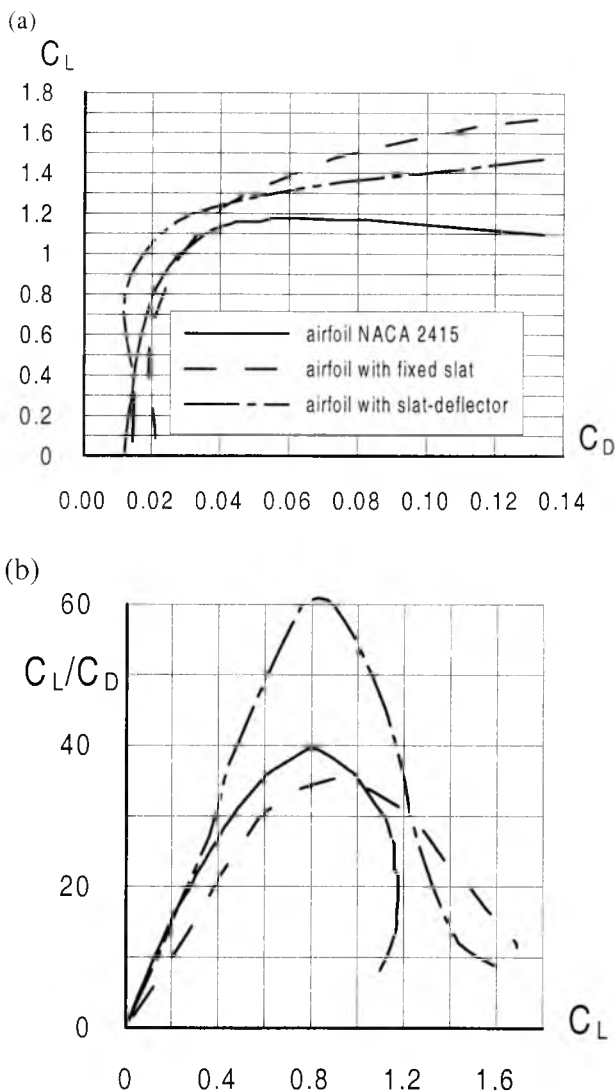 (a)
C_L
1.8
1.6
1.4
1.2
1
0.8
0.6
0.4
0.2
0
airfoil NACA 2415
airfoil with fixed slat
airfoil with slat-deflector
C_D
0.00 0.02 0.04 0.06 0.08 0.10 0.12 0.14
(b)
60
C_L/C_D
40
20
0
C_L
0 0.4 0.8 1.2 1.6